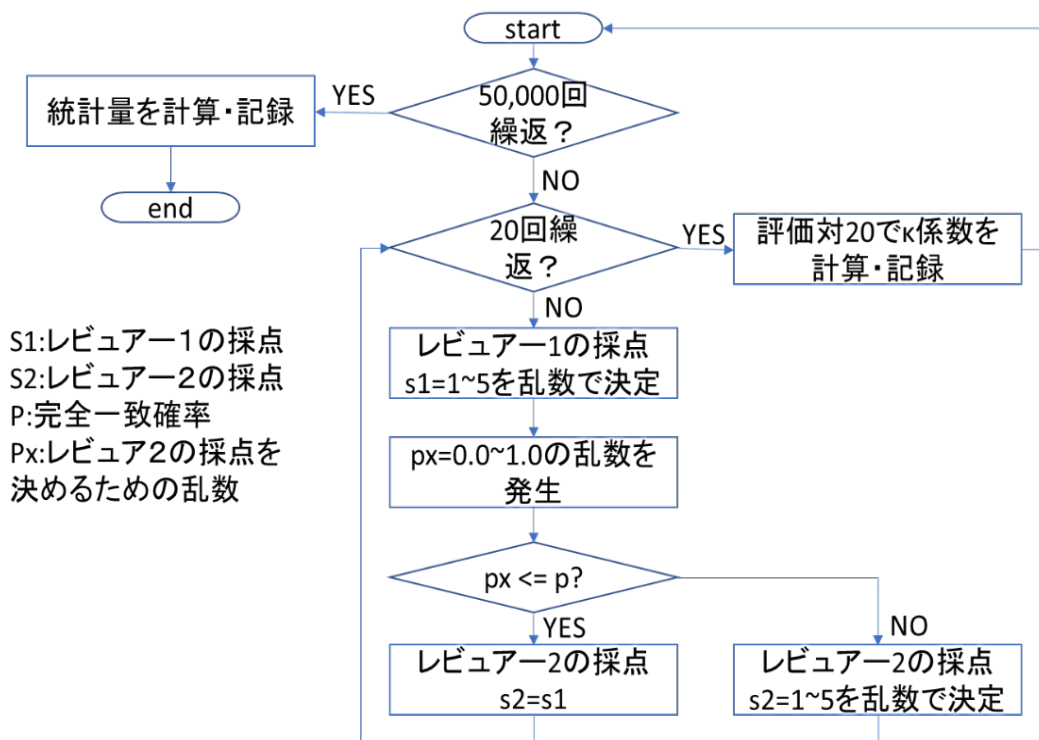 start
50,000回
繰返？
YES
統計量を計算・記録
end
NO
20回繰
返？
YES
評価対20でκ係数を
計算・記録
NO
レビュアー1の採点
s1=1~5を乱数で決定
px=0.0~1.0の乱数を
発生
px <= p?
YES
レビュアー2の採点
s2=s1
NO
レビュアー2の採点
s2=1~5を乱数で決定
S1:レビュアー１の採点
S2:レビュアー２の採点
P:完全一致確率
Px:レビュア２の採点を
決めるための乱数